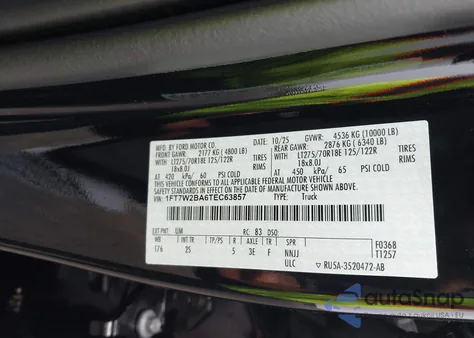 MFD. BY FORD MOTOR CO.
10/25 GVWR: 4536 KG (10000 LB)
FRONT GAWR: 2177 KG (4800 LB)
REAR GAWR: 2876 KG (6340 LB)
LT275/70R18E 125/122R TIRES
LT275/70R18E 125/122R TIRES
18x8.0J RIMS
18x8.0J RIMS
AT 420 kPa/ 60 PSI COLD
AT 450 kPa/ 65 PSI COLD
THIS VEHICLE CONFORMS TO ALL APPLICABLE
FEDERAL MOTOR VEHICLE SAFETY STANDARDS IN EFFECT ON THE
DATE OF MANUFACTURE SHOWN ABOVE.
VIN: 1FT7W2BA6TEC63857
TYPE: Truck
EXT PNT: UM RC: 83 DSO:
WB INT TR TP/PS R AXLE TR SPR
176 25 5 3E F NNJJ
ULC
F0368
T1257
RU5A-3520472-AB
autoSnap